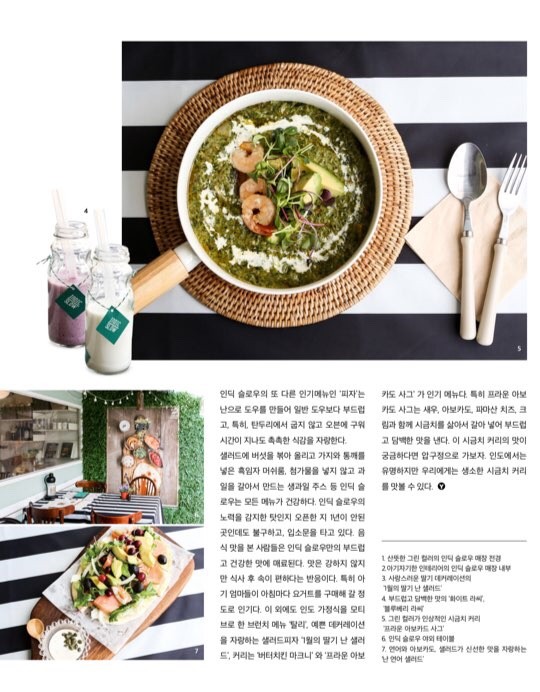 4
5
인딕 슬로우의 또 다른 인기메뉴인 '피자'는
난으로 도우를 만들어 일반 도우보다 부드럽
고, 특히, 탄두리에서 굽지 않고 오븐에 구워
시간이 지나도 촉촉한 식감을 자랑한다.
샐러드에 버섯을 볶아 올리고 가지와 통깨를
넣은 흑임자 머쉬룸, 첨가물을 넣지 않고 과
일을 갈아서 만드는 생과일 주스 등 인딕 슬
로우는 모든 메뉴가 건강하다. 인딕 슬로우의
노력을 감지한 탓인지 오픈한 지 1년이 안된
곳인데도 불구하고, 입소문을 타고 있다. 음
식 맛을 본 사람들은 인딕 슬로우만의 부드럽
고 건강한 맛에 매료된다. 맛은 강하지 않지
만 식사 후 속이 편하다는 반응이다. 특히 아
기 엄마들이 아침마다 요거트를 구매해 갈 정
도로 인기다. 이 외에도 인도 가정식을 모티
브로 한 브런치 메뉴 '탈리', 예쁜 데커레이션
을 자랑하는 샐러드피자 '1월의 딸기 난 샐러
드', 커리는 '버터치킨 마크니' 와 '프라운 아보
카도 사그' 가 인기 메뉴다. 특히 프라운 아보
카도 사그는 새우, 아보카도, 파마산 치즈, 크
림과 함께 시금치를 삶아서 갈아 넣어 부드럽
고 담백한 맛을 낸다. 이 시금치 커리의 맛이
궁금하다면 압구정으로 가보자. 인도에서는
유명하지만 우리에게는 생소한 시금치 커리
를 맛볼 수 있다.
1. 산뜻한 그린 컬러의 인딕 슬로우 매장 전경
2 아기자기한 인테리어의 인딕 슬로우 매장 내부
3. 사랑스러운 딸기 데커레이션의
'1월의 딸기 난 샐러드'
4. 부드럽고 담백한 맛의 '화이트 라씨',
'블루베리 라씨'
5. 그린 컬러가 인상적인 시금치 커리
'프라운 아보카드 사그'
6. 인딕 슬로우 야외 테이블
7. 연어와 아보카도, 샐러드가 신선한 맛을 자랑하는
'난 연어 샐러드'
7